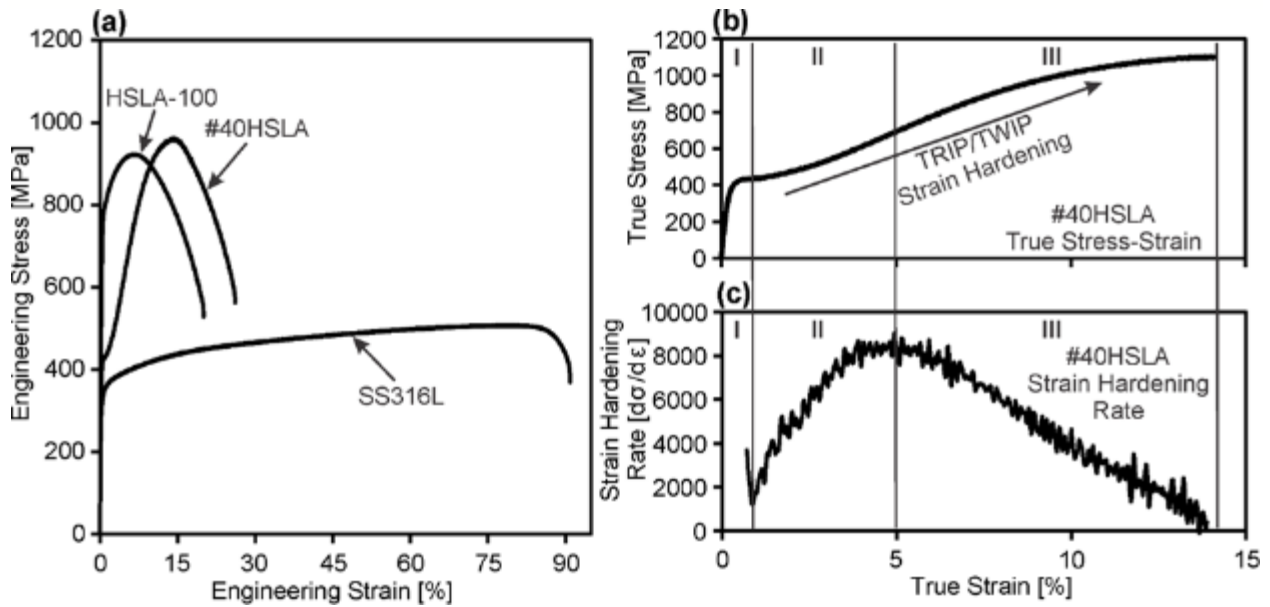 (a)
1200
1000
800
600
400
200
0
Engineering Stress [MPa]
HSLA-100
#40HSLA
SS316L
0 15 30 45 60 75 90
Engineering Strain [%]
(b)
1200
1000
800
600
400
200
0
True Stress [MPa]
I II III
TRIP/TWIP
Strain Hardening
#40HSLA
True Stress-Strain
(c)
10000
8000
6000
4000
2000
0
Strain Hardening
Rate [dσ/dε]
I II III
#40HSLA
Strain Hardening
Rate
0 5 10 15
True Strain [%]